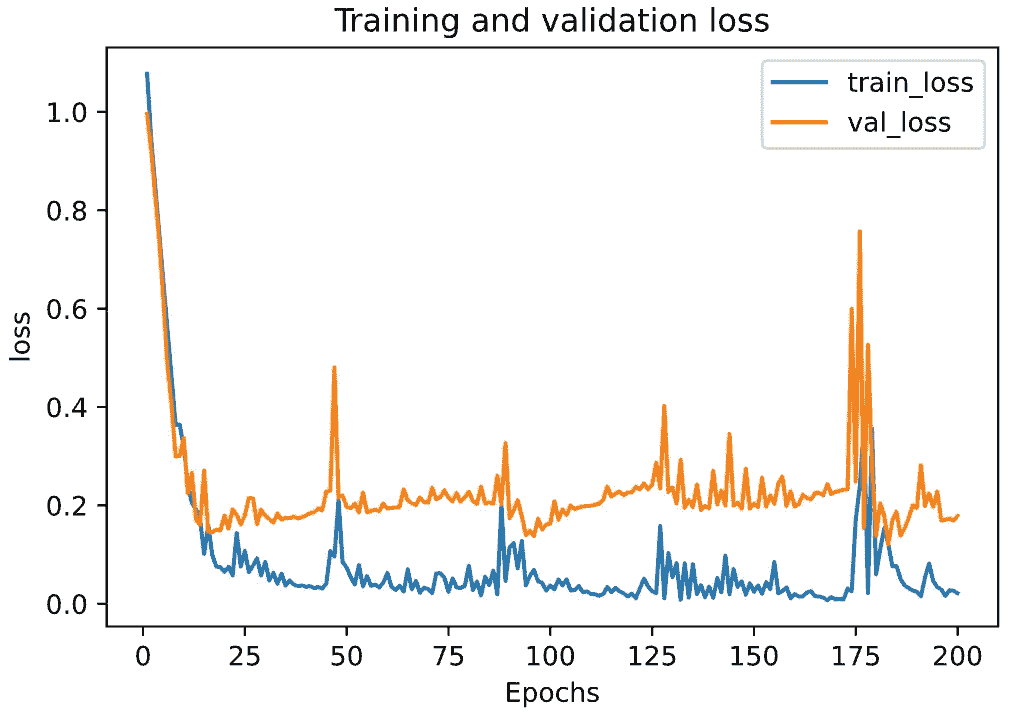 Training and validation loss
train_loss
val_loss
1.0
0.8
0.6
0.4
0.2
0.0
loss
0 25 50 75 100 125 150 175 200
Epochs